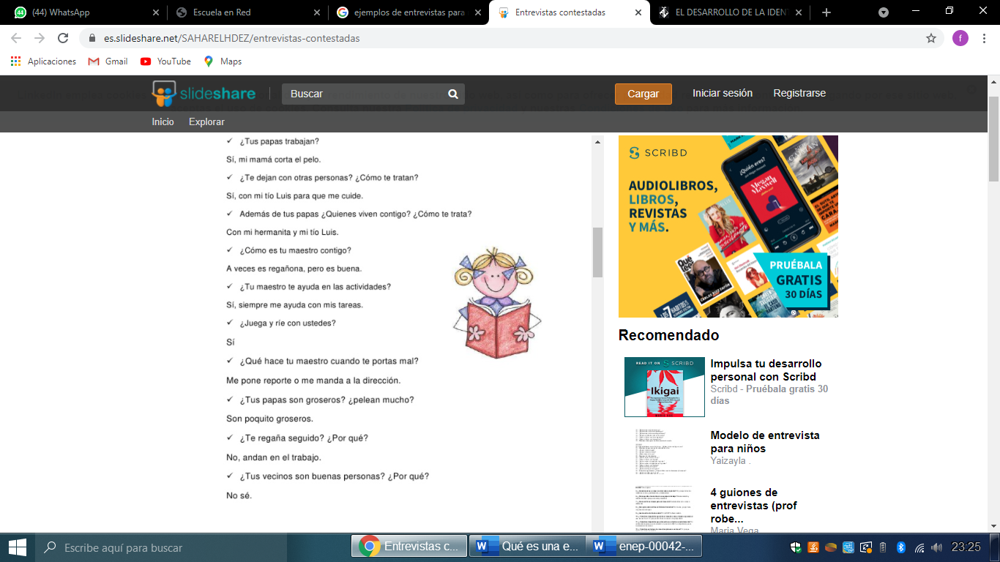 (44) WhatsApp
Escuela en Red
ejemplos de entrevistas para
Entrevistas contestadas
EL DESARROLLO DE LA IDENT
es.slideshare.net/SAHARELHDEZ/entrevistas-contestadas
f
Aplicaciones
Gmail
YouTube
Maps
slideshare
Buscar
Cargar
Iniciar sesión
Registrarse
Inicio
Explorar
✓ ¿Tus papas trabajan?
Sí, mi mamá corta el pelo.
✓ ¿Te dejan con otras personas? ¿Cómo te tratan?
Sí, con mi tío Luis para que me cuide.
✓ Además de tus papas ¿Quienes viven contigo? ¿Cómo te trata?
Con mi hermanita y mi tío Luis.
✓ ¿Cómo es tu maestro contigo?
A veces es regañona, pero es buena.
✓ ¿Tu maestro te ayuda en las actividades?
Sí, siempre me ayuda con mis tareas.
✓ ¿Juega y ríe con ustedes?
Sí
✓ ¿Qué hace tu maestro cuando te portas mal?
Me pone reporte o me manda a la dirección.
✓ ¿Tus papas son groseros? ¿pelean mucho?
Son poquito groseros.
✓ ¿Te regaña seguido? ¿Por qué?
No, andan en el trabajo.
✓ ¿Tus vecinos son buenas personas? ¿Por qué?
No sé.
SCRIBD
AUDIOLIBROS,
LIBROS,
REVISTAS
Y MÁS.
¿Quién eres?
Megan
Maxwell
PRUÉBALA
GRATIS
30 DÍAS
Recomendado
READ IT ON SCRIBD
Ikigai
Impulsa tu desarrollo
personal con Scribd
Scribd - Pruébala gratis 30
días
Modelo de entrevista
para niños
Yaizayla .
4 guiones de
entrevistas (prof
robe...
Maria Vega
Escribe aquí para buscar
Entrevistas c...
Qué es una e...
enep-00042-...
23:25